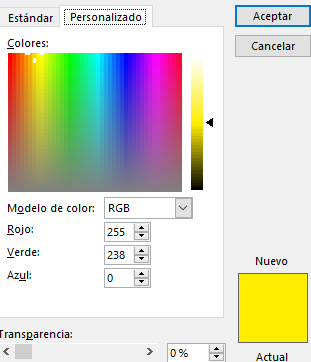 Estándar
Personalizado
Aceptar
Cancelar
Colores:
Modelo de color: RGB
Rojo: 255
Verde: 238
Azul: 0
Nuevo
Transparencia:
0 %
Actual